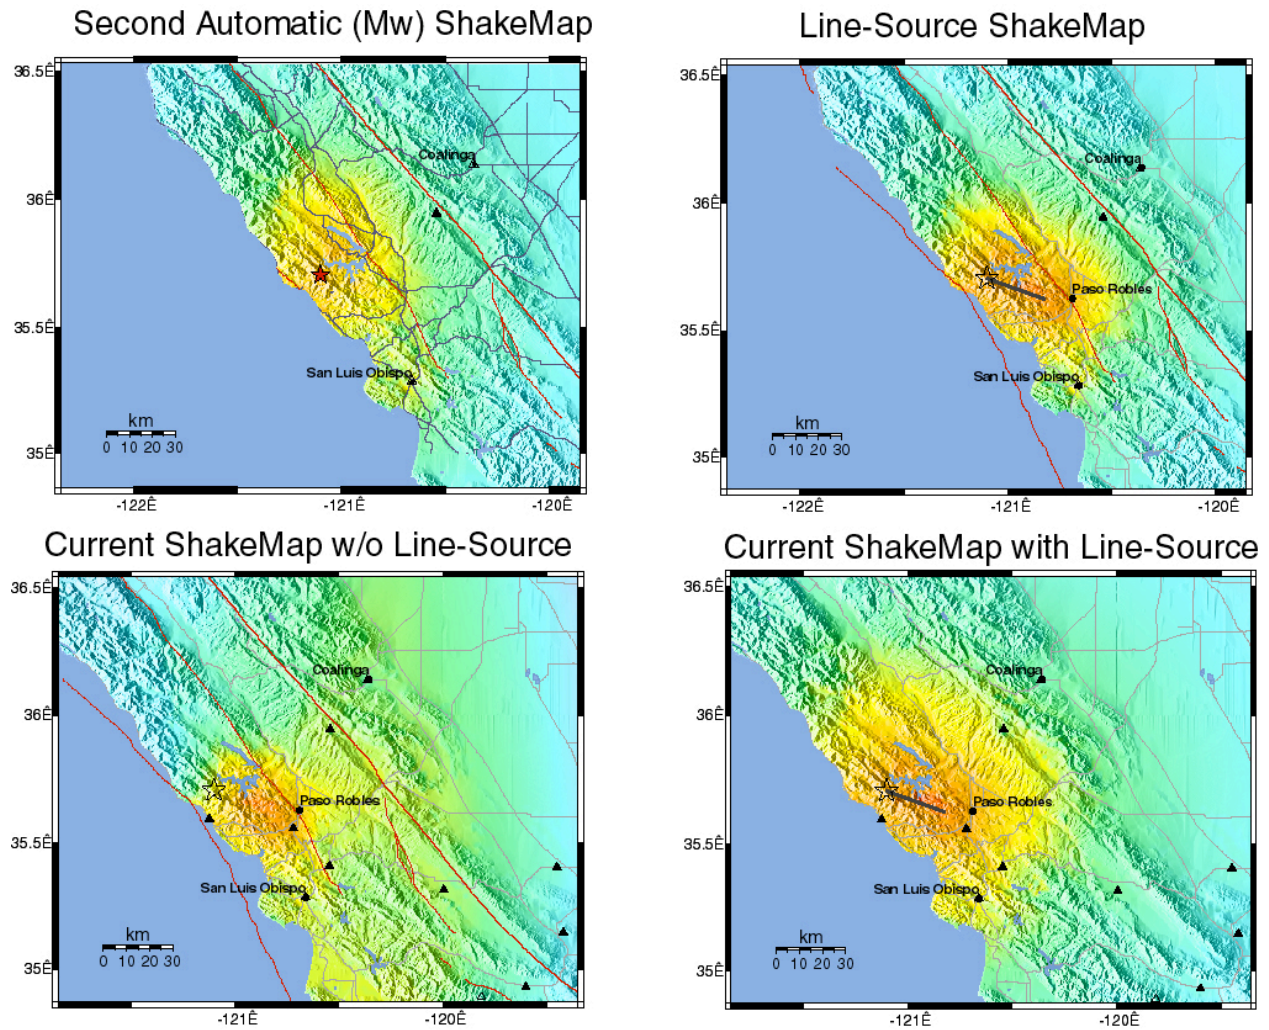 Second Automatic (Mw) ShakeMap
36.5Ê
36Ê
35.5Ê
35Ê
Coalinga
San Luis Obispo
km
0 10 20 30
-122Ê -121Ê -120Ê
Line-Source ShakeMap
36.5Ê
36Ê
35.5Ê
35Ê
Coalinga
Paso Robles
San Luis Obispo
km
0 10 20 30
-122Ê -121Ê -120Ê
Current ShakeMap w/o Line-Source
36.5Ê
36Ê
35.5Ê
35Ê
Coalinga
Paso Robles
San Luis Obispo
km
0 10 20 30
-121Ê -120Ê
Current ShakeMap with Line-Source
36.5Ê
36Ê
35.5Ê
35Ê
Coalinga
Paso Robles
San Luis Obispo
km
0 10 20 30
-121Ê -120Ê